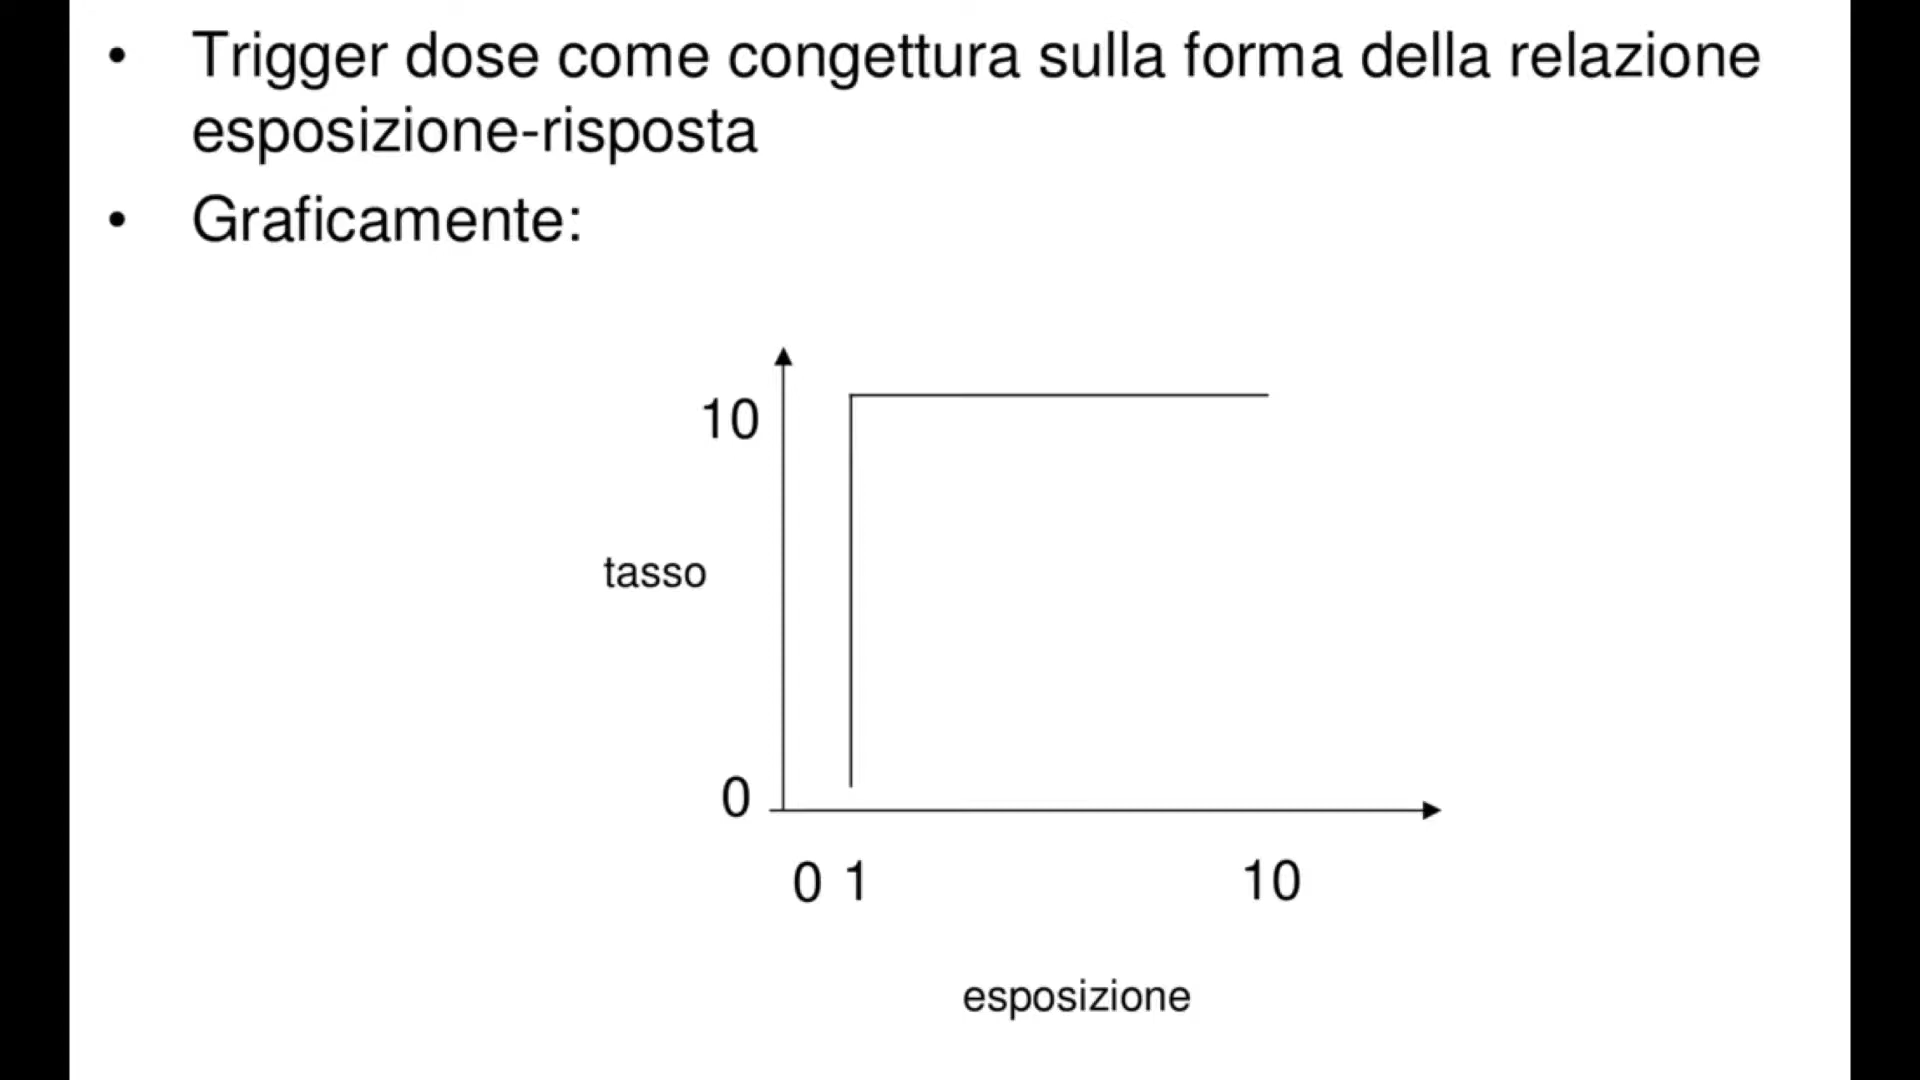 • Trigger dose come congettura sulla forma della relazione
esposizione-risposta
• Graficamente:
10
tasso
0
0 1 10
esposizione